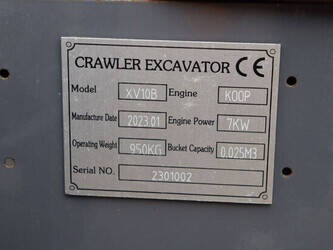 CRAWLER EXCAVATOR CE
Model XV10B Engine KOOP
Manufacture Date 2023.01 Engine Power 7KW
Operating Weight 950KG Bucket Capacity 0.025M3
Serial NO. 2301002